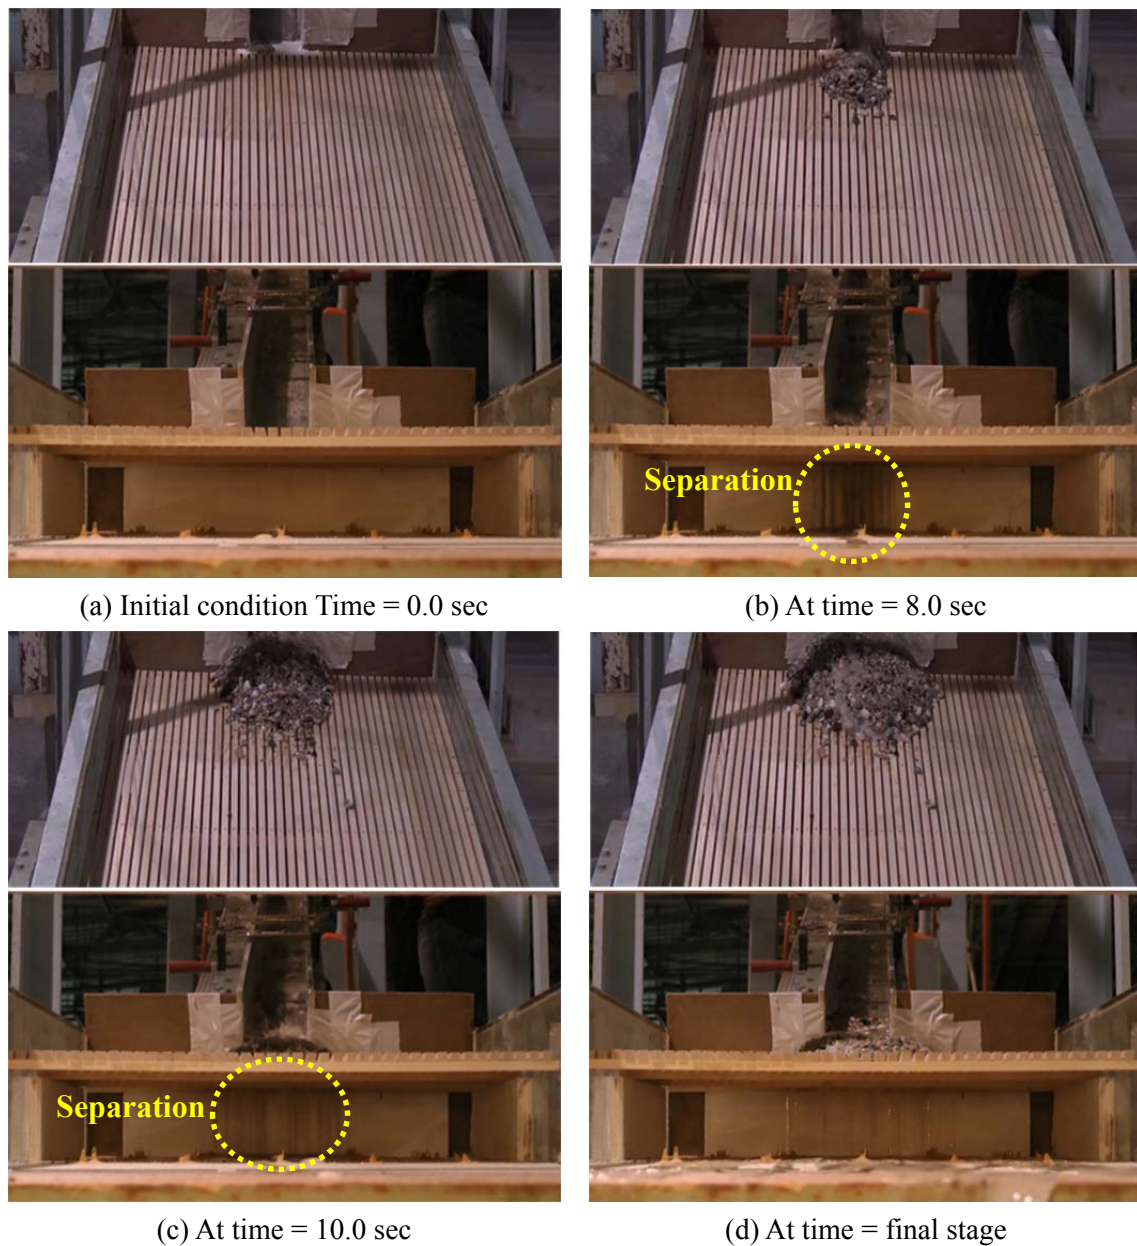 Separation
(a) Initial condition Time = 0.0 sec
(b) At time = 8.0 sec
Separation
(c) At time = 10.0 sec
(d) At time = final stage